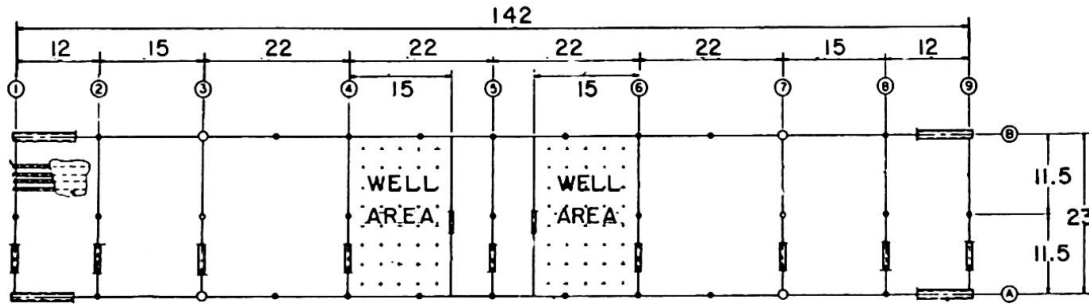 142
12 15 22 22 22 22 15 12
15 15
① ② ③ ④ ⑤ ⑥ ⑦ ⑧ ⑨
Ⓑ
WELL WELL
AREA AREA
11.5
23
11.5
Ⓐ